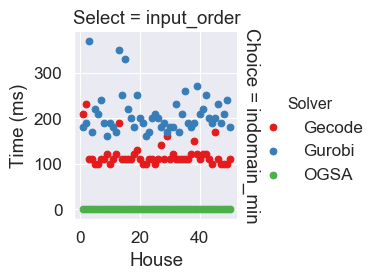 Select = input_order
Time (ms)
300
200
100
0
0
20
40
House
Choice = indomain_min
Solver
Gecode
Gurobi
OGSA